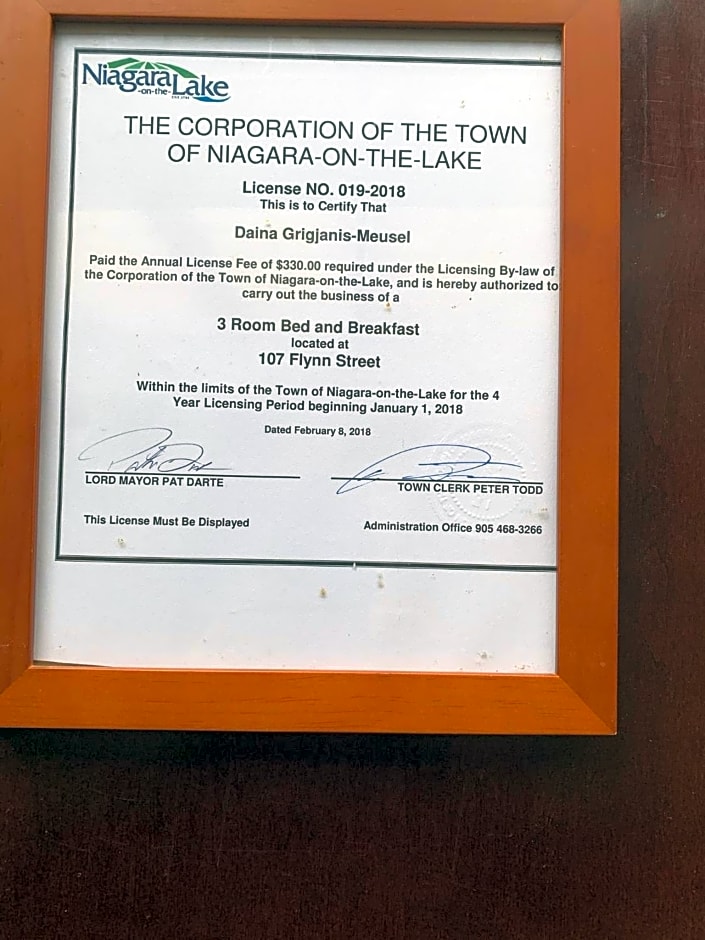 Niagara Lake
-on-the-
THE CORPORATION OF THE TOWN
OF NIAGARA-ON-THE-LAKE
License NO. 019-2018
This is to Certify That
Daina Grigjanis-Meusel
Paid the Annual License Fee of $330.00 required under the Licensing By-law of
the Corporation of the Town of Niagara-on-the-Lake, and is hereby authorized to
carry out the business of a
3 Room Bed and Breakfast
located at
107 Flynn Street
Within the limits of the Town of Niagara-on-the-Lake for the 4
Year Licensing Period beginning January 1, 2018
Dated February 8, 2018
LORD MAYOR PAT DARTE
TOWN CLERK PETER TODD
This License Must Be Displayed
Administration Office 905 468-3266